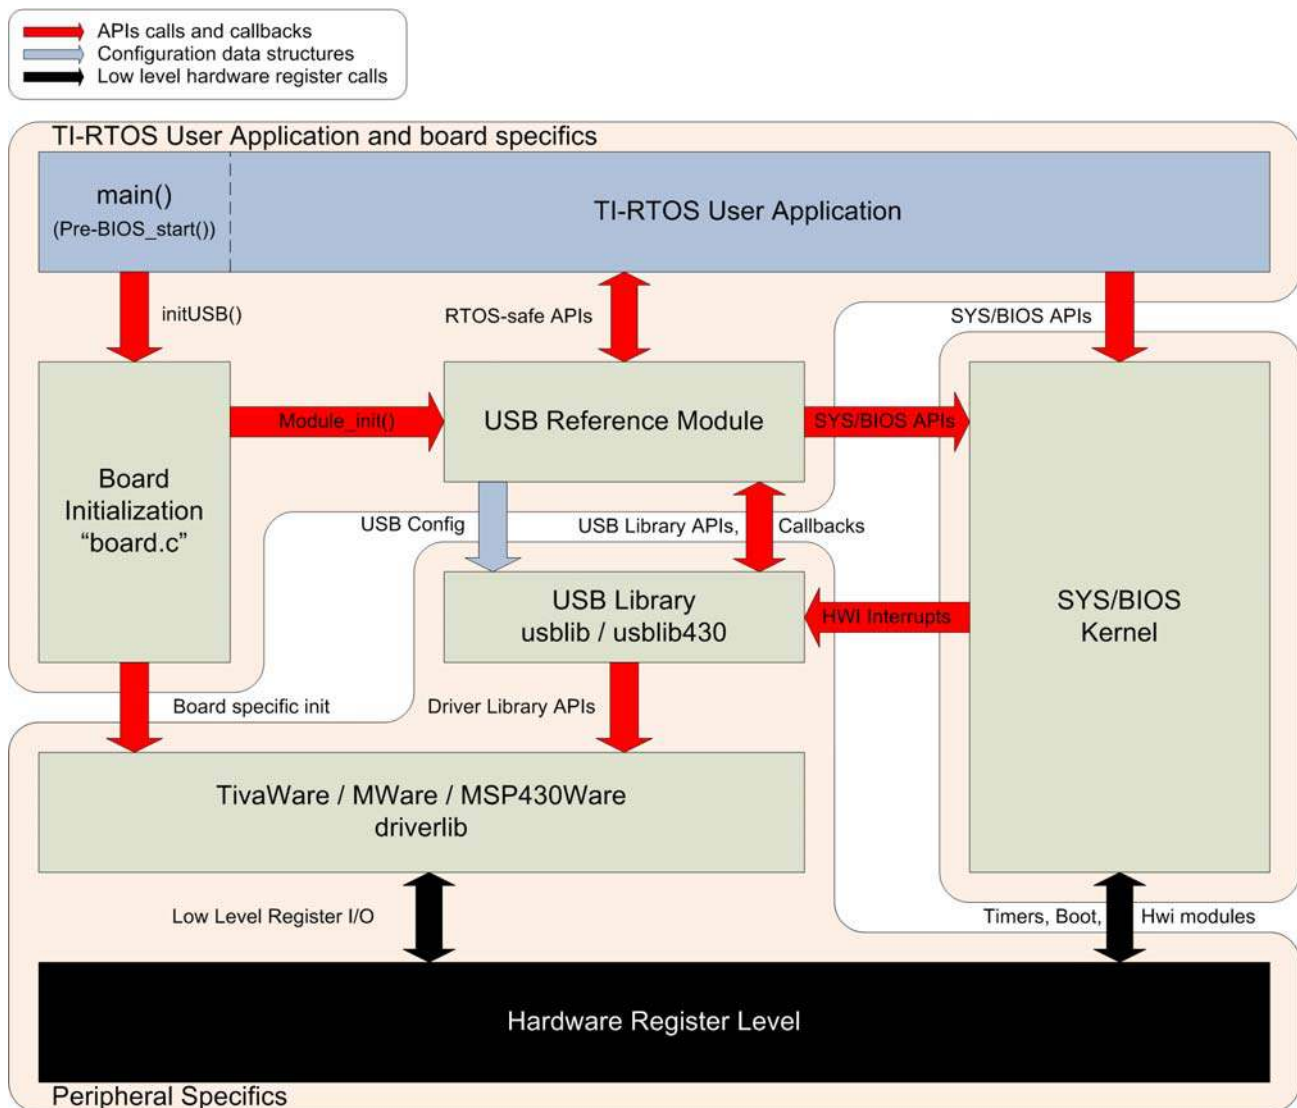 APIs calls and callbacks
Configuration data structures
Low level hardware register calls
TI-RTOS User Application and board specifics
main()
(Pre-BIOS_start())
TI-RTOS User Application
initUSB()
RTOS-safe APIs
SYS/BIOS APIs
Module_init()
USB Reference Module
SYS/BIOS APIs
Board
Initialization
“board.c”
USB Config
USB Library APIs,
Callbacks
USB Library
usblib / usblib430
HWI Interrupts
SYS/BIOS
Kernel
Board specific init
Driver Library APIs
TivaWare / MWare / MSP430Ware
driverlib
Low Level Register I/O
Timers, Boot,
Hwi modules
Hardware Register Level
Peripheral Specifics